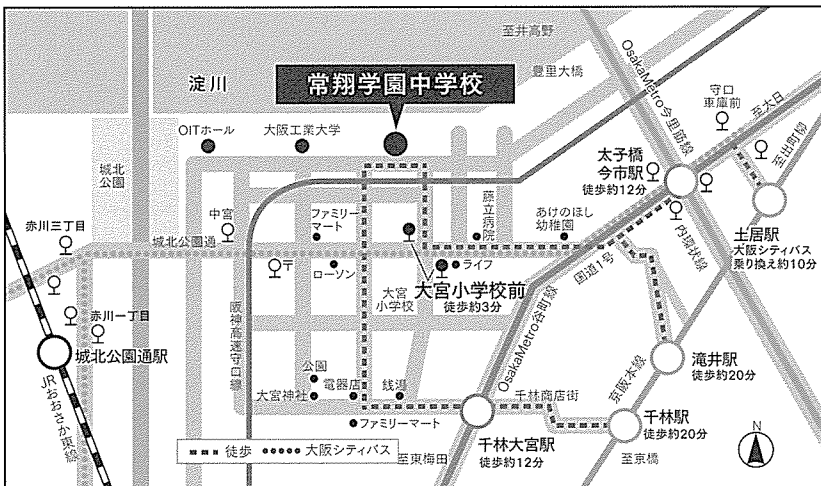 至井高野
淀川
豊里大橋
常翔学園中学校
OsakaMetro今里筋線
守口
車庫前
至大日
OITホール
大阪工業大学
至出町柳
太子橋
今市駅
徒歩約12分
城北
公園
藤立病院
赤川三丁目
中宮
ファミリー
マート
あけのほし
幼稚園
土居駅
大阪シティバス
乗り換え約10分
城北公園通
内環状線
国道1号
〒
ローソン
ライフ
大宮
小学校
大宮小学校前
徒歩約3分
赤川一丁目
阪神高速守口線
OsakaMetro谷町線
城北公園通駅
公園
滝井駅
徒歩約20分
京阪本線
電器店
銭湯
大宮神社
千林商店街
JRおおさか東線
ファミリーマート
千林駅
徒歩約20分
千林大宮駅
徒歩約12分
徒歩
大阪シティバス
至東梅田
至京橋
N